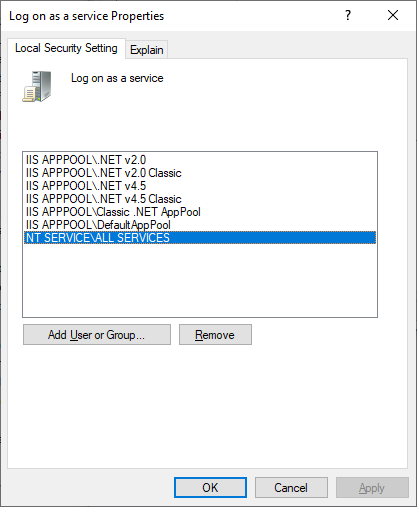 Log on as a service Properties
Local Security Setting
Explain
Log on as a service
IIS APPPOOL\.NET v2.0
IIS APPPOOL\.NET v2.0 Classic
IIS APPPOOL\.NET v4.5
IIS APPPOOL\.NET v4.5 Classic
IIS APPPOOL\Classic .NET AppPool
IIS APPPOOL\DefaultAppPool
NT SERVICE\ALL SERVICES
Add User or Group...
Remove
OK
Cancel
Apply